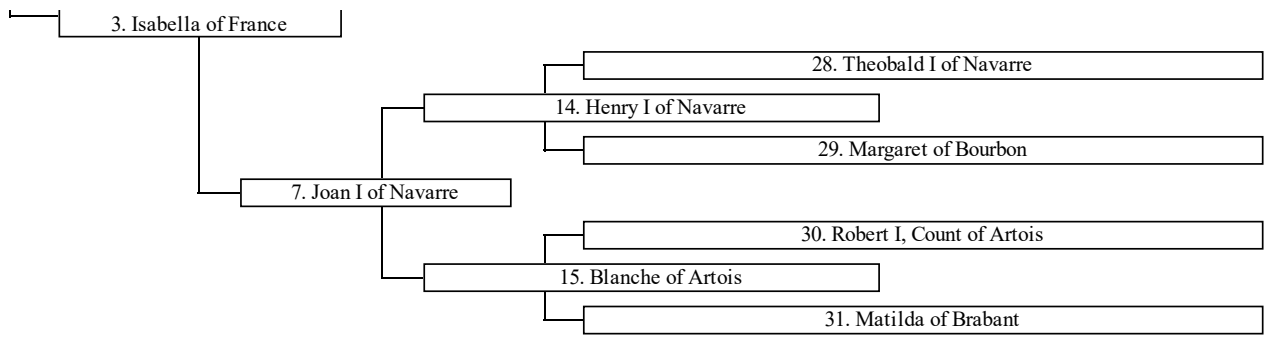 3. Isabella of France
28. Theobald I of Navarre
14. Henry I of Navarre
29. Margaret of Bourbon
7. Joan I of Navarre
30. Robert I, Count of Artois
15. Blanche of Artois
31. Matilda of Brabant